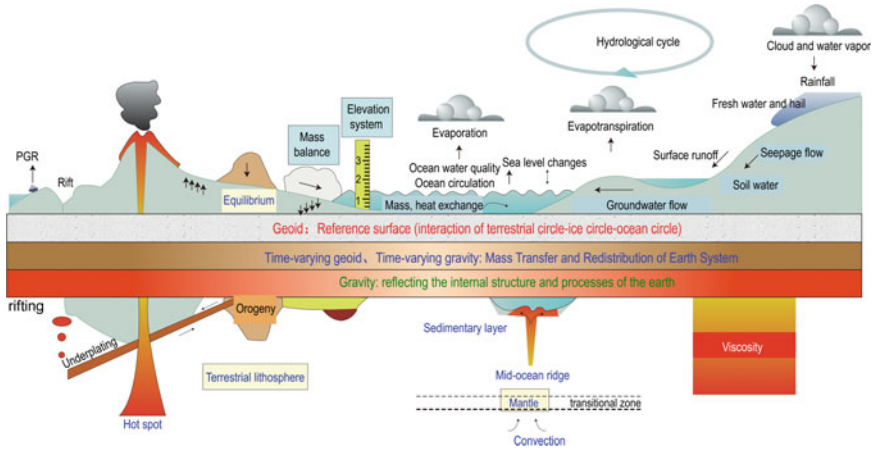 Hydrological cycle
Cloud and water vapor
Rainfall
Fresh water and hail
Elevation
system
Mass
balance
Evaporation
Evapotranspiration
PGR
Rift
3
2
1
Ocean water quality
Ocean circulation
Sea level changes
Surface runoff
Seepage flow
Soil water
Equilibrium
Mass, heat exchange
Groundwater flow
Geoid：Reference surface (interaction of terrestrial circle-ice circle-ocean circle)
Time-varying geoid、Time-varying gravity: Mass Transfer and Redistribution of Earth System
Gravity: reflecting the internal structure and processes of the earth
rifting
Underplating
Orogeny
Sedimentary layer
Viscosity
Terrestrial lithosphere
Mid-ocean ridge
Mantle
transitional zone
Hot spot
Convection